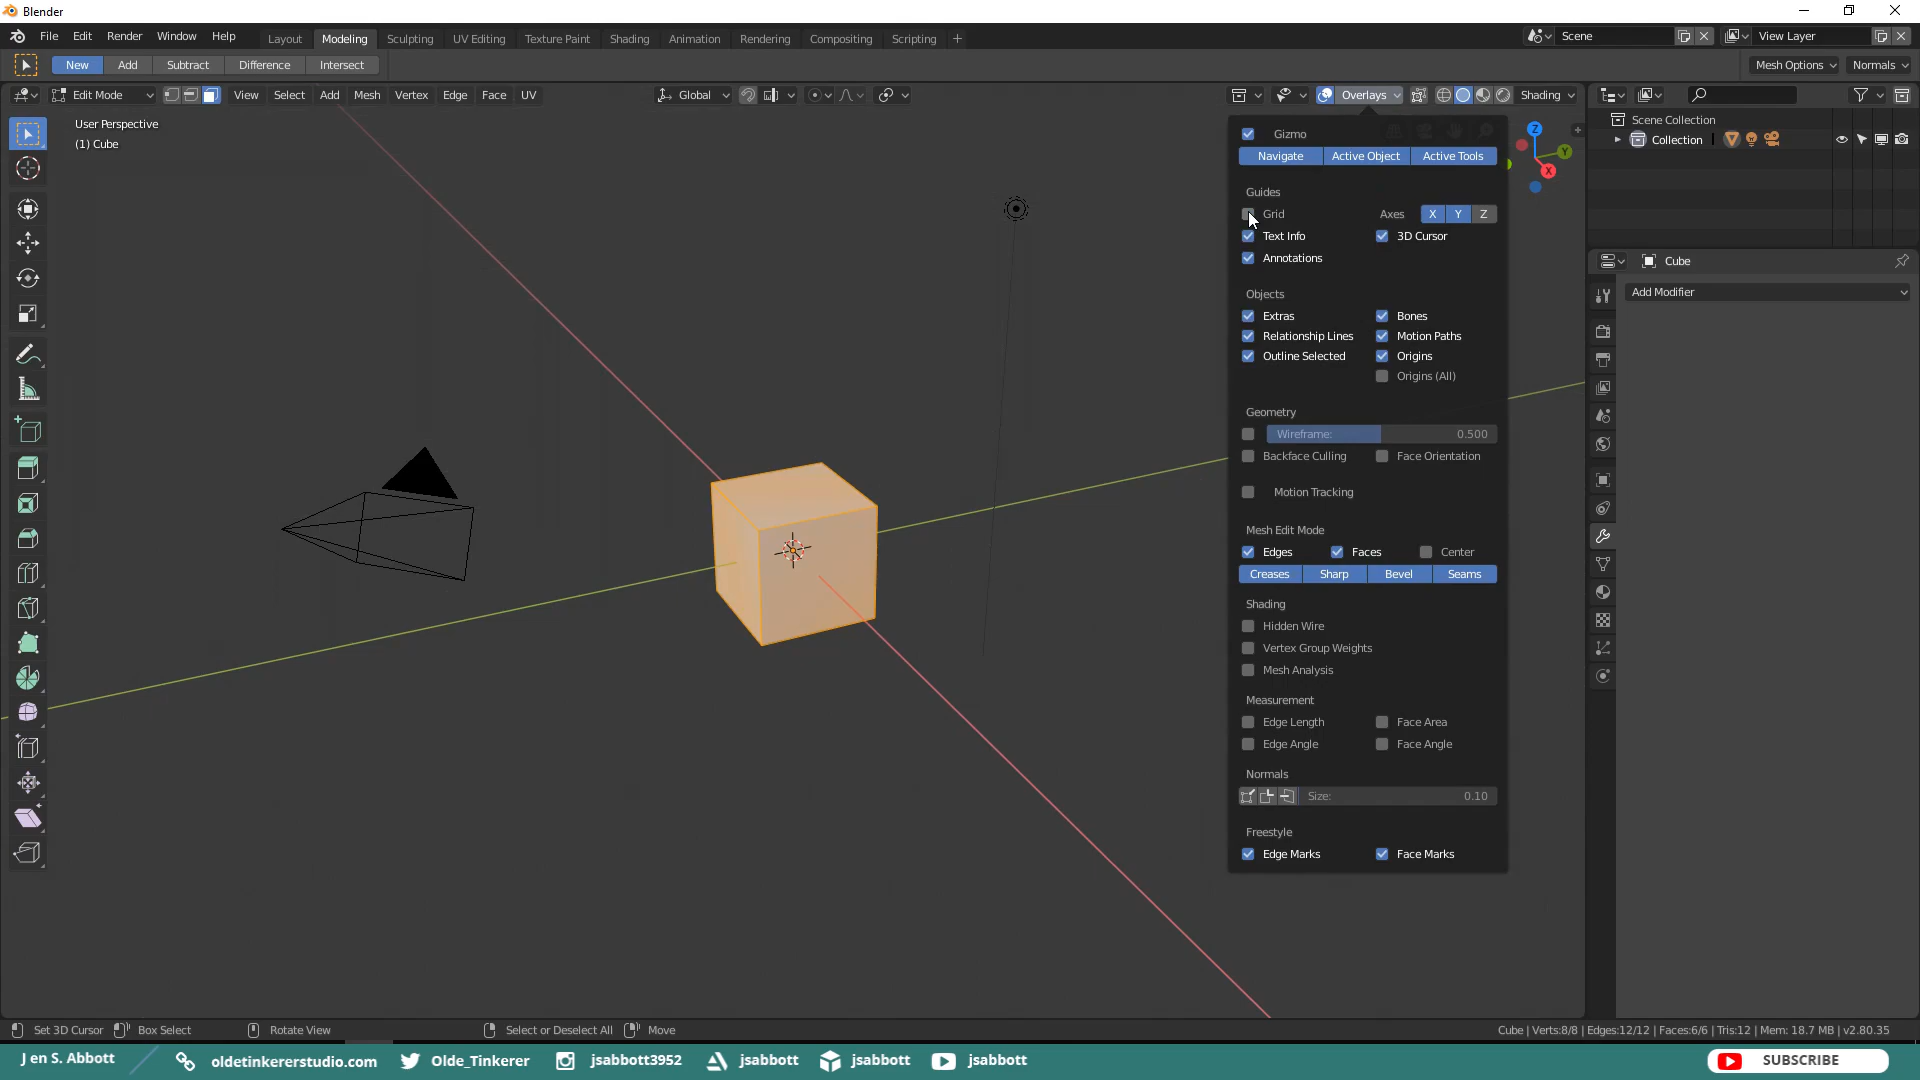 Blender
File Edit Render Window Help Layout Modeling Sculpting UV Editing Texture Paint Shading Animation Rendering Compositing Scripting + Scene View Layer
New Add Subtract Difference Intersect Mesh Options Normals
Edit Mode View Select Add Mesh Vertex Edge Face UV Global Overlays Shading
User Perspective
(1) Cube
Gizmo
Navigate Active Object Active Tools
Guides
Grid Axes X Y Z
Text Info 3D Cursor
Annotations
Objects
Extras Bones
Relationship Lines Motion Paths
Outline Selected Origins
Origins (All)
Geometry
Wireframe: 0.500
Backface Culling Face Orientation
Motion Tracking
Mesh Edit Mode
Edges Faces Center
Creases Sharp Bevel Seams
Shading
Hidden Wire
Vertex Group Weights
Mesh Analysis
Measurement
Edge Length Face Area
Edge Angle Face Angle
Normals
Size: 0.10
Freestyle
Edge Marks Face Marks
Z
Y
X
Scene Collection
Collection
Cube
Add Modifier
Set 3D Cursor Box Select Rotate View Select or Deselect All Move Cube | Verts:8/8 | Edges:12/12 | Faces:6/6 | Tris:12 | Mem: 18.7 MB | v2.80.35
J en S. Abbott oldetinkererstudio.com Olde_Tinkerer jsabbott3952 jsabbott jsabbott jsabbott SUBSCRIBE